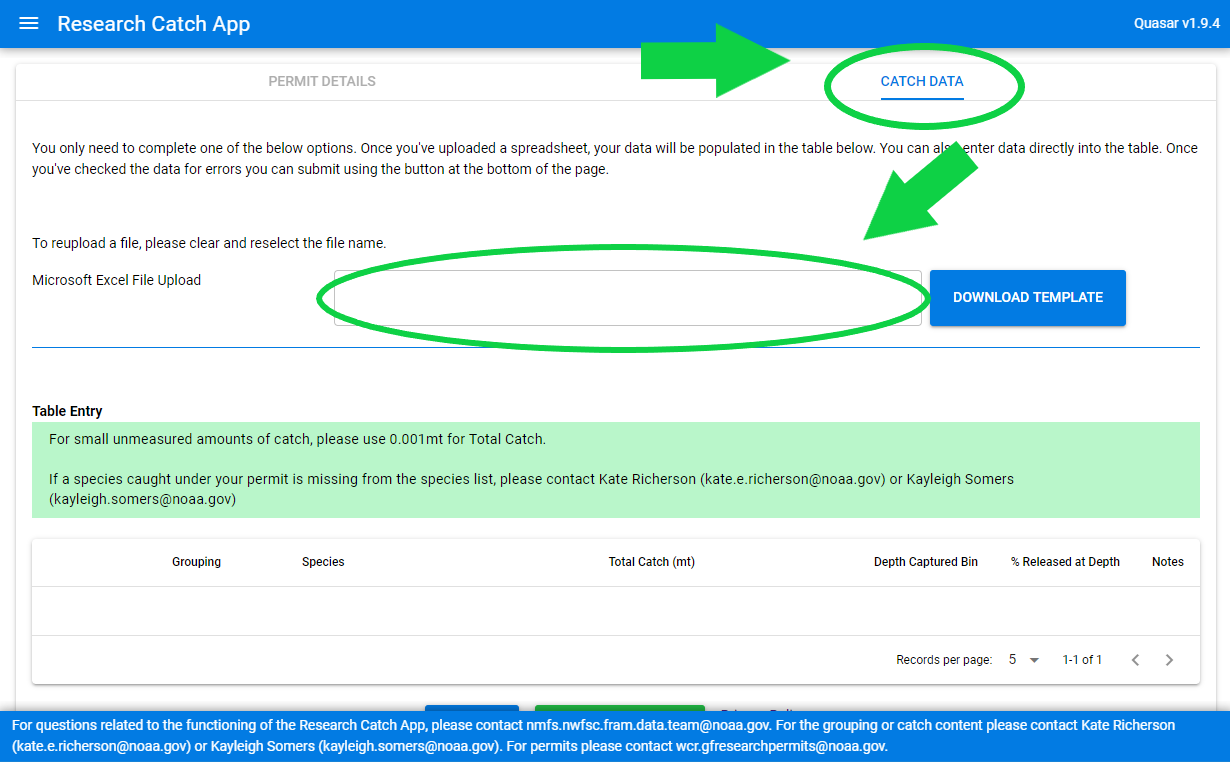 Research Catch App
Quasar v1.9.4
PERMIT DETAILS
CATCH DATA
You only need to complete one of the below options. Once you've uploaded a spreadsheet, your data will be populated in the table below. You can also enter data directly into the table. Once
you've checked the data for errors you can submit using the button at the bottom of the page.
To reupload a file, please clear and reselect the file name.
Microsoft Excel File Upload
DOWNLOAD TEMPLATE
Table Entry
For small unmeasured amounts of catch, please use 0.001mt for Total Catch.
If a species caught under your permit is missing from the species list, please contact Kate Richerson (kate.e.richerson@noaa.gov) or Kayleigh Somers
(kayleigh.somers@noaa.gov)
Grouping Species Total Catch (mt) Depth Captured Bin % Released at Depth Notes
Records per page: 5 1-1 of 1
For questions related to the functioning of the Research Catch App, please contact nmfs.nwfsc.fram.data.team@noaa.gov. For the grouping or catch content please contact Kate Richerson
(kate.e.richerson@noaa.gov) or Kayleigh Somers (kayleigh.somers@noaa.gov). For permits please contact wcr.gfresearchpermits@noaa.gov.